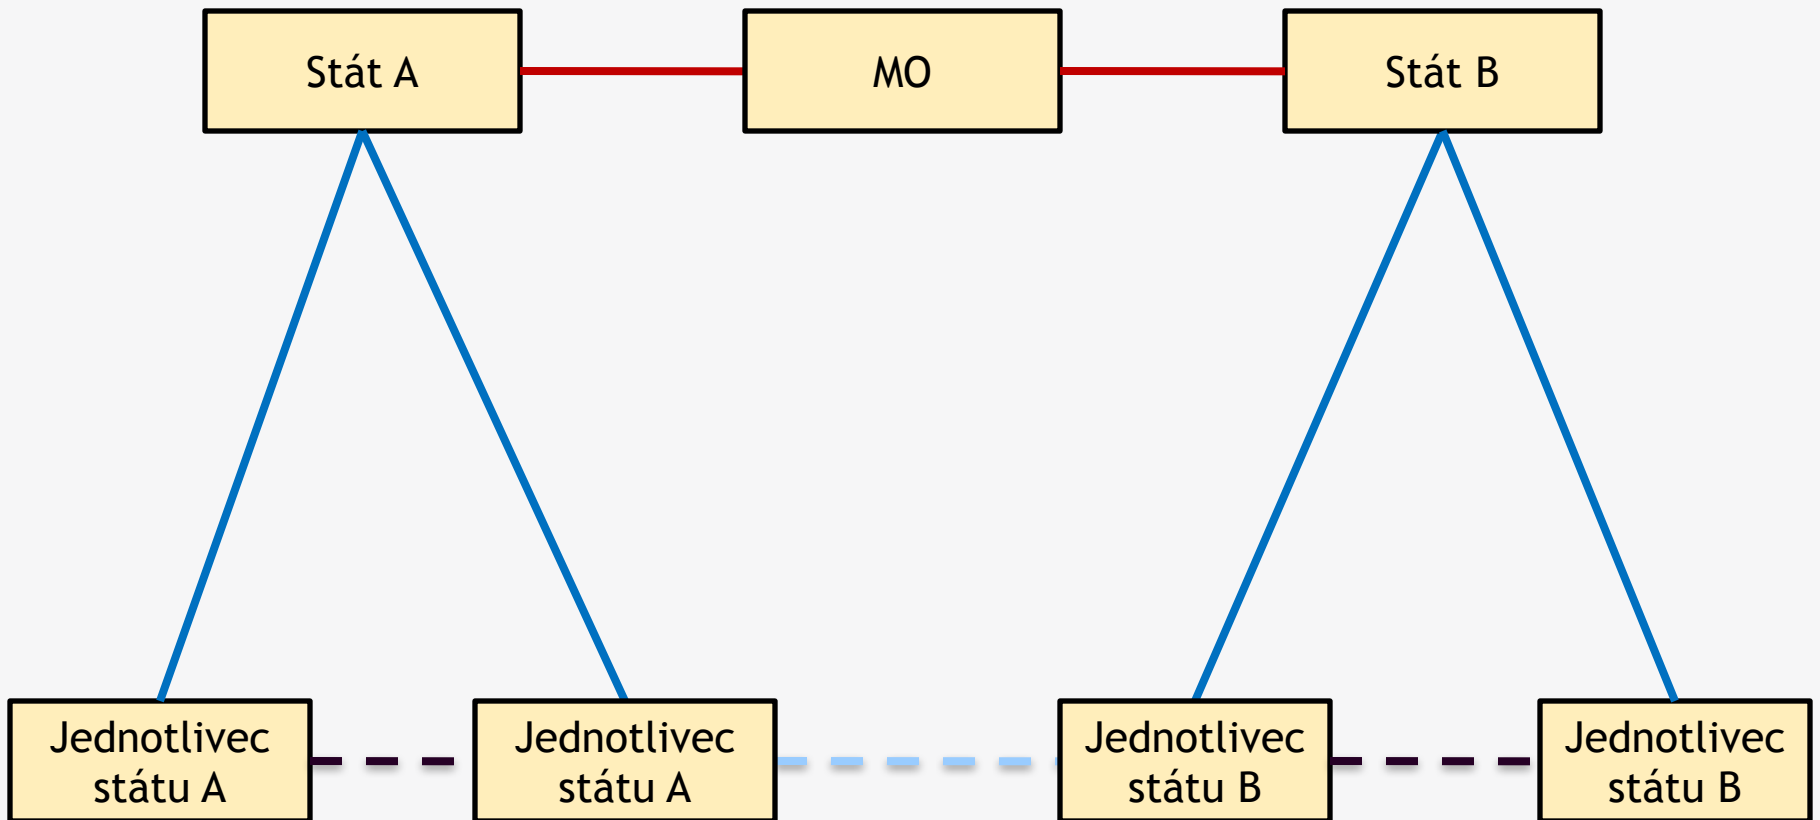 Stát A
MO
Stát B
Jednotlivec
státu A
Jednotlivec
státu A
Jednotlivec
státu B
Jednotlivec
státu B